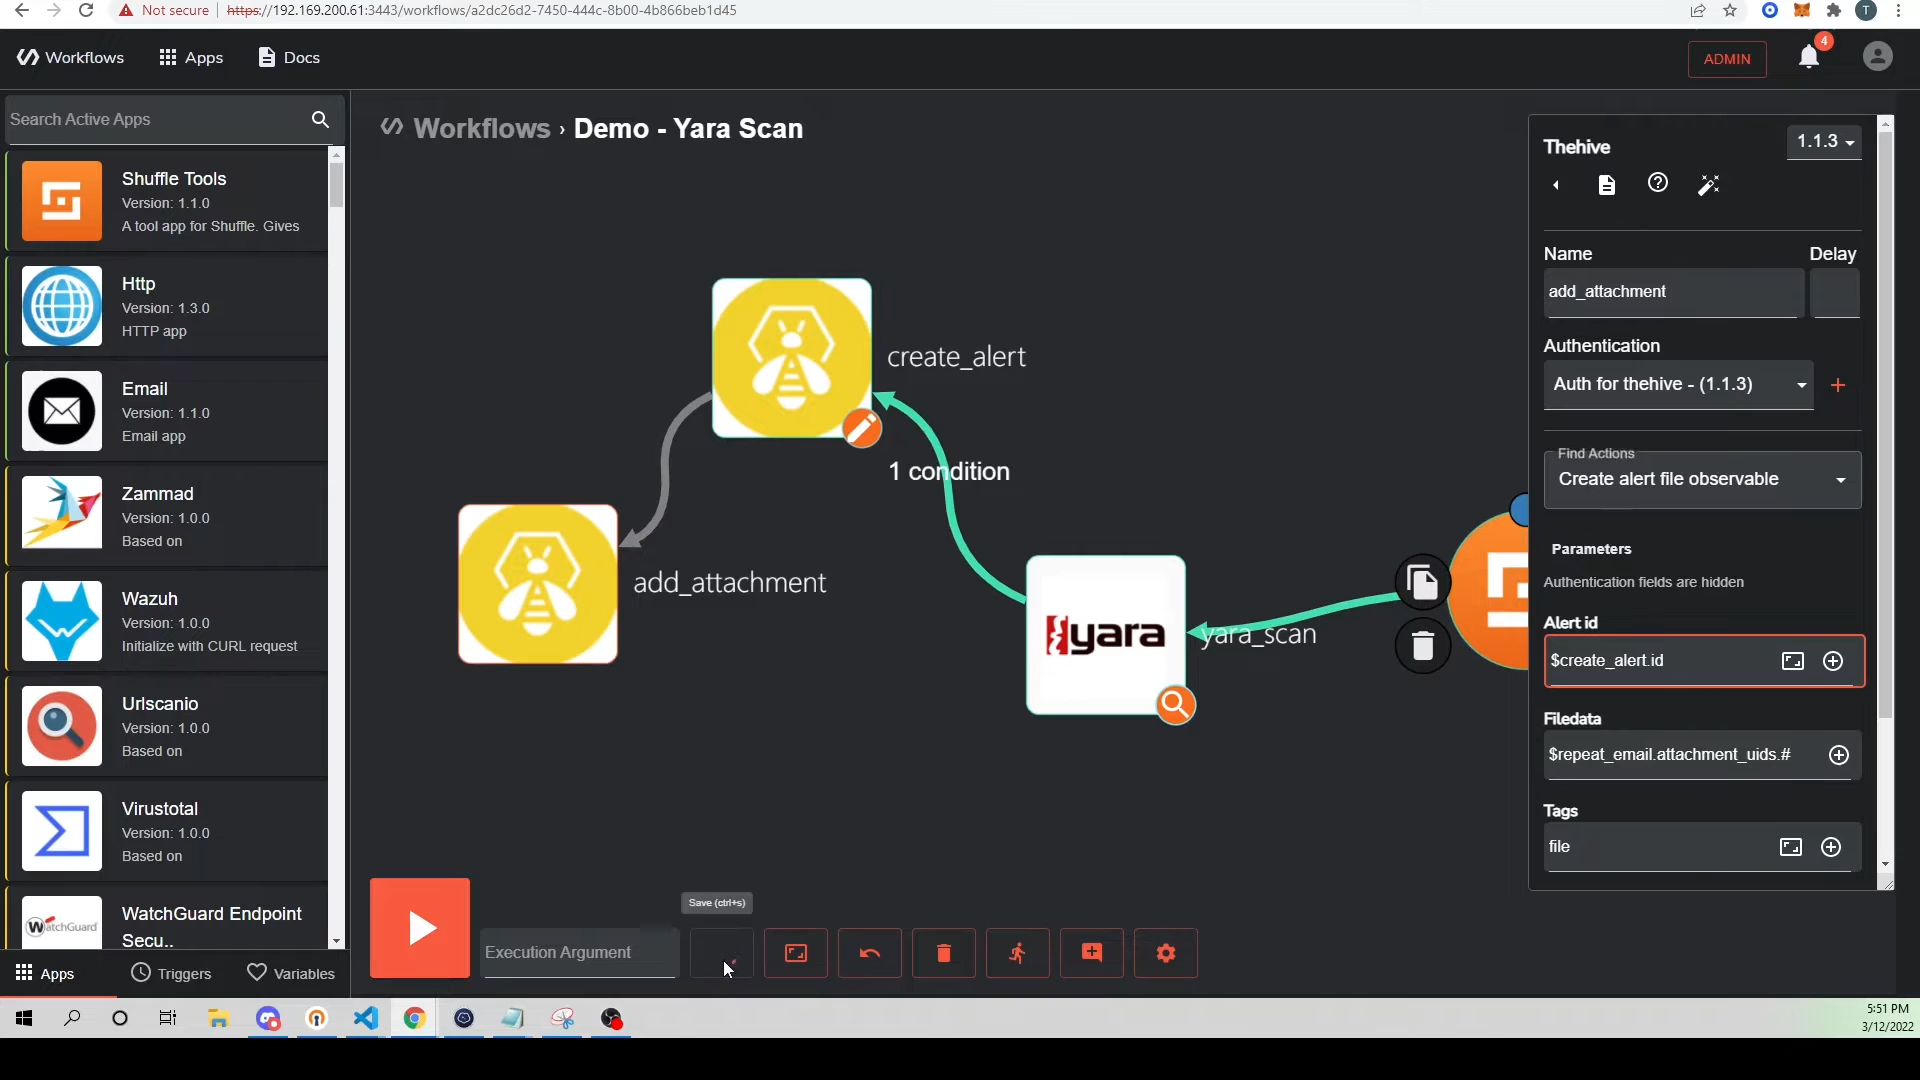 Not secure
https://192.169.200.61:3443/workflows/a2dc26d2-7450-444c-8b00-4b866beb1d45
T
Workflows
Apps
Docs
ADMIN
4
Search Active Apps
Shuffle Tools
Version: 1.1.0
A tool app for Shuffle. Gives
Http
Version: 1.3.0
HTTP app
Email
Version: 1.1.0
Email app
Zammad
Version: 1.0.0
Based on
Wazuh
Version: 1.0.0
Initialize with CURL request
Urlscanio
Version: 1.0.0
Based on
Virustotal
Version: 1.0.0
Based on
WatchGuard
WatchGuard Endpoint
Secu..
Apps
Triggers
Variables
Workflows › Demo - Yara Scan
create_alert
1 condition
add_attachment
yara
yara_scan
Save (ctrl+s)
Execution Argument
Thehive
1.1.3
Name
Delay
add_attachment
Authentication
Auth for thehive - (1.1.3)
Find Actions
Create alert file observable
Parameters
Authentication fields are hidden
Alert id
$create_alert.id
Filedata
$repeat_email.attachment_uids.#
Tags
file
5:51 PM
3/12/2022